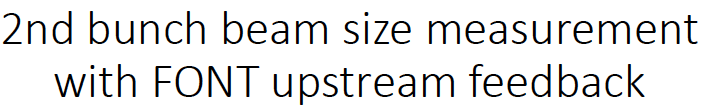 2nd bunch beam size measurement
with FONT upstream feedback